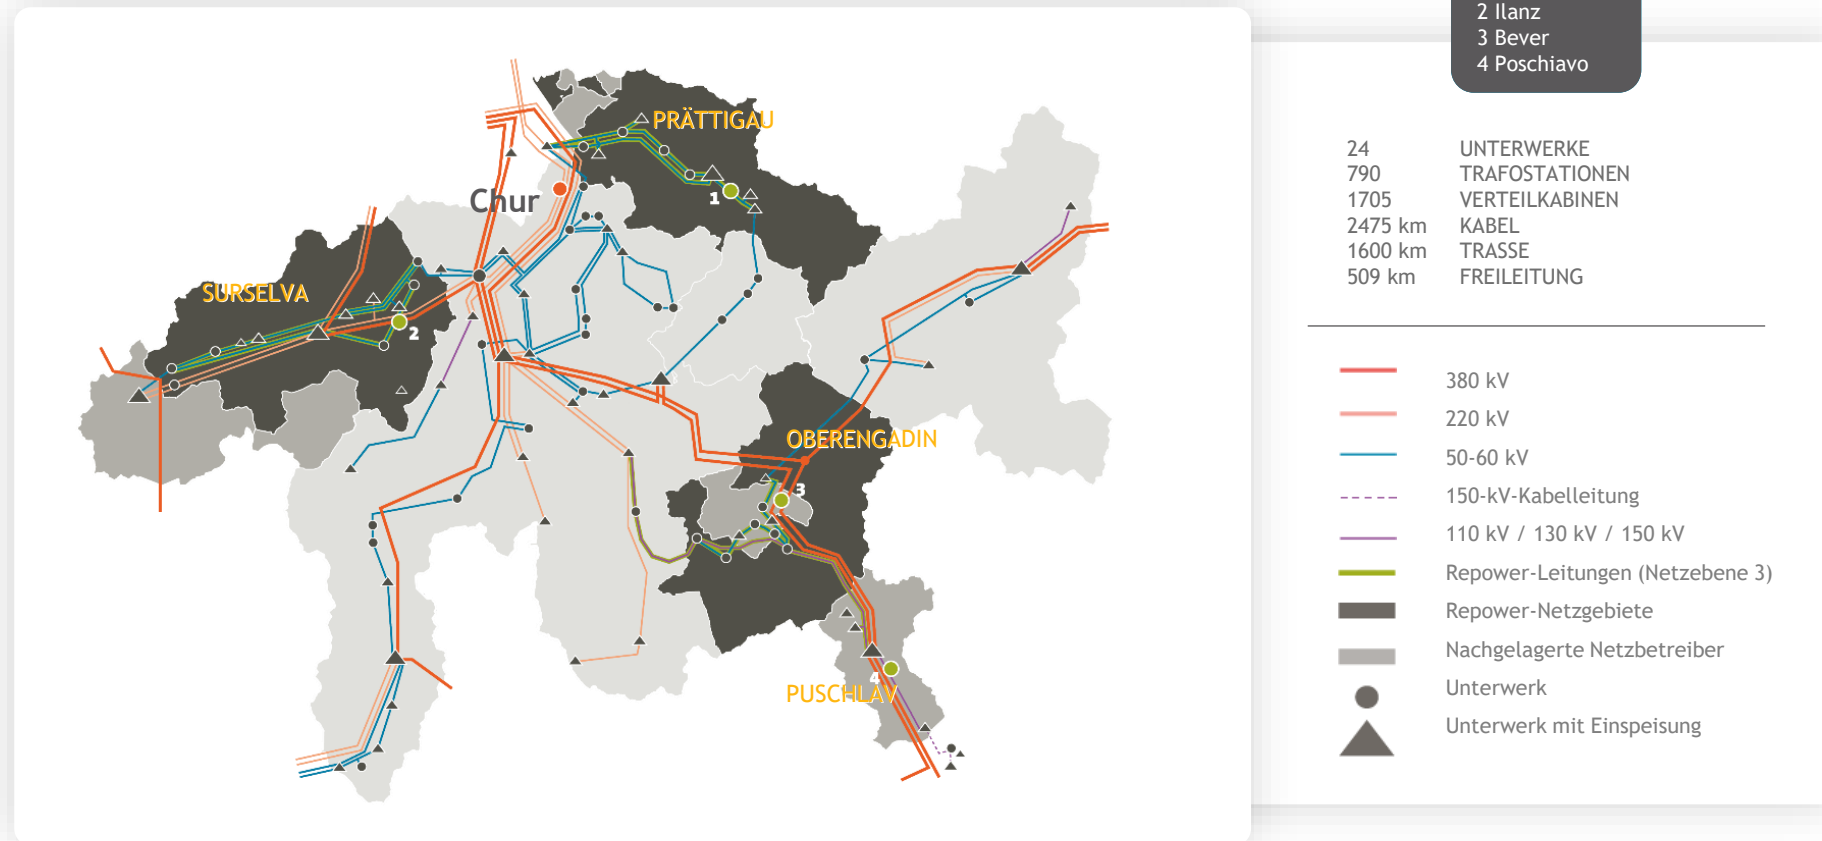 2 Ilanz
3 Bever
4 Poschiavo
PRÄTTIGAU
1
Chur
SURSELVA
2
OBERENGADIN
3
4
PUSCHLAV
24 UNTERWERKE
790 TRAFOSTATIONEN
1705 VERTEILKABINEN
2475 km KABEL
1600 km TRASSE
509 km FREILEITUNG
380 kV
220 kV
50-60 kV
150-kV-Kabelleitung
110 kV / 130 kV / 150 kV
Repower-Leitungen (Netzebene 3)
Repower-Netzgebiete
Nachgelagerte Netzbetreiber
Unterwerk
Unterwerk mit Einspeisung